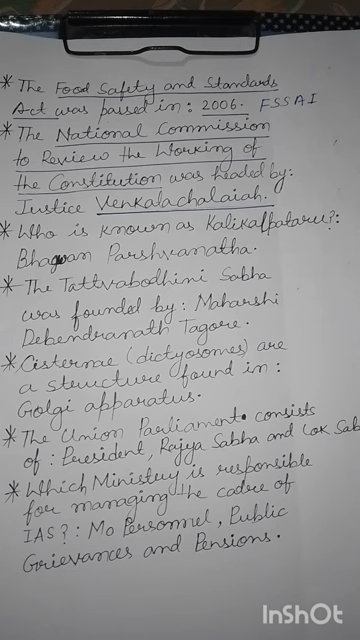 * The Food Safety and Standards
Act was passed in: 2006. FSSAI
* The National Commission
to Review the Working of
the Constitution was headed by:
Justice Venkalachalaiah.
* Who is known as Kalikalpataru?:
Bhagwan Parshvanatha.
* The Tattvabodhini Sabha
was founded by: Maharshi
Debendranath Tagore.
* Cisternae (dictyosomes) are
a structure found in:
Golgi apparatus.
* The Union Parliament consists
of: President, Rajya Sabha and Lok Sab
* Which Ministry is responsible
for managing the cadre of
IAS?: Mo Personnel, Public
Grievances and Pensions.
InShOt